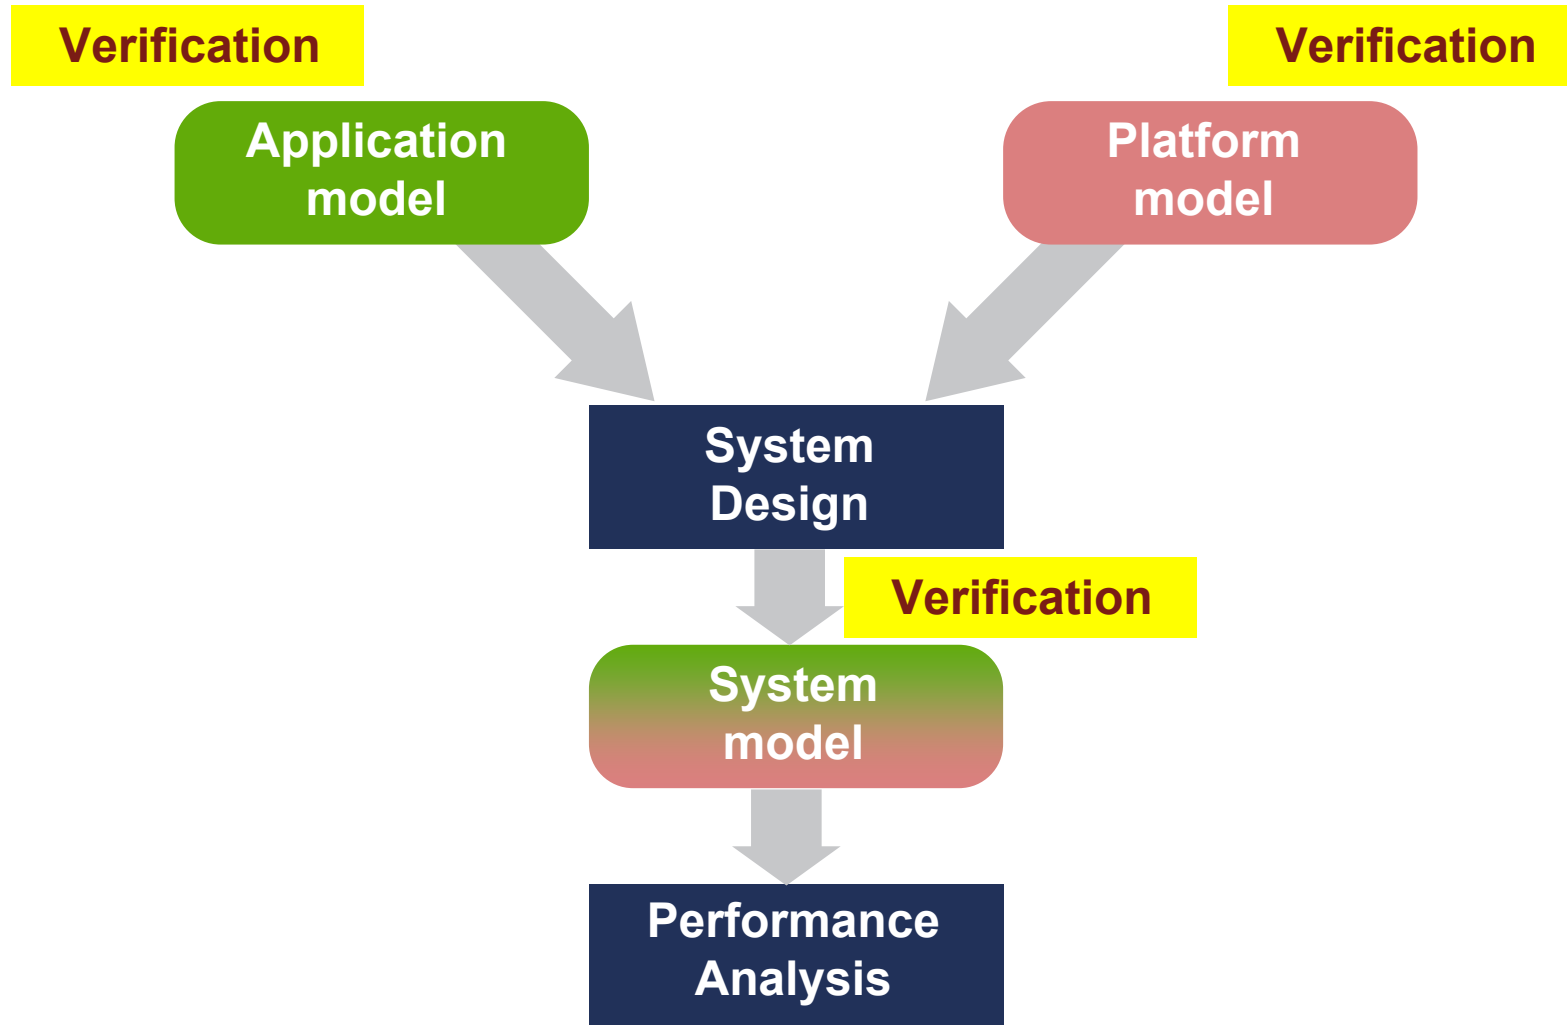 Verification
Verification
Application
model
Platform
model
System
Design
Verification
System
model
Performance
Analysis